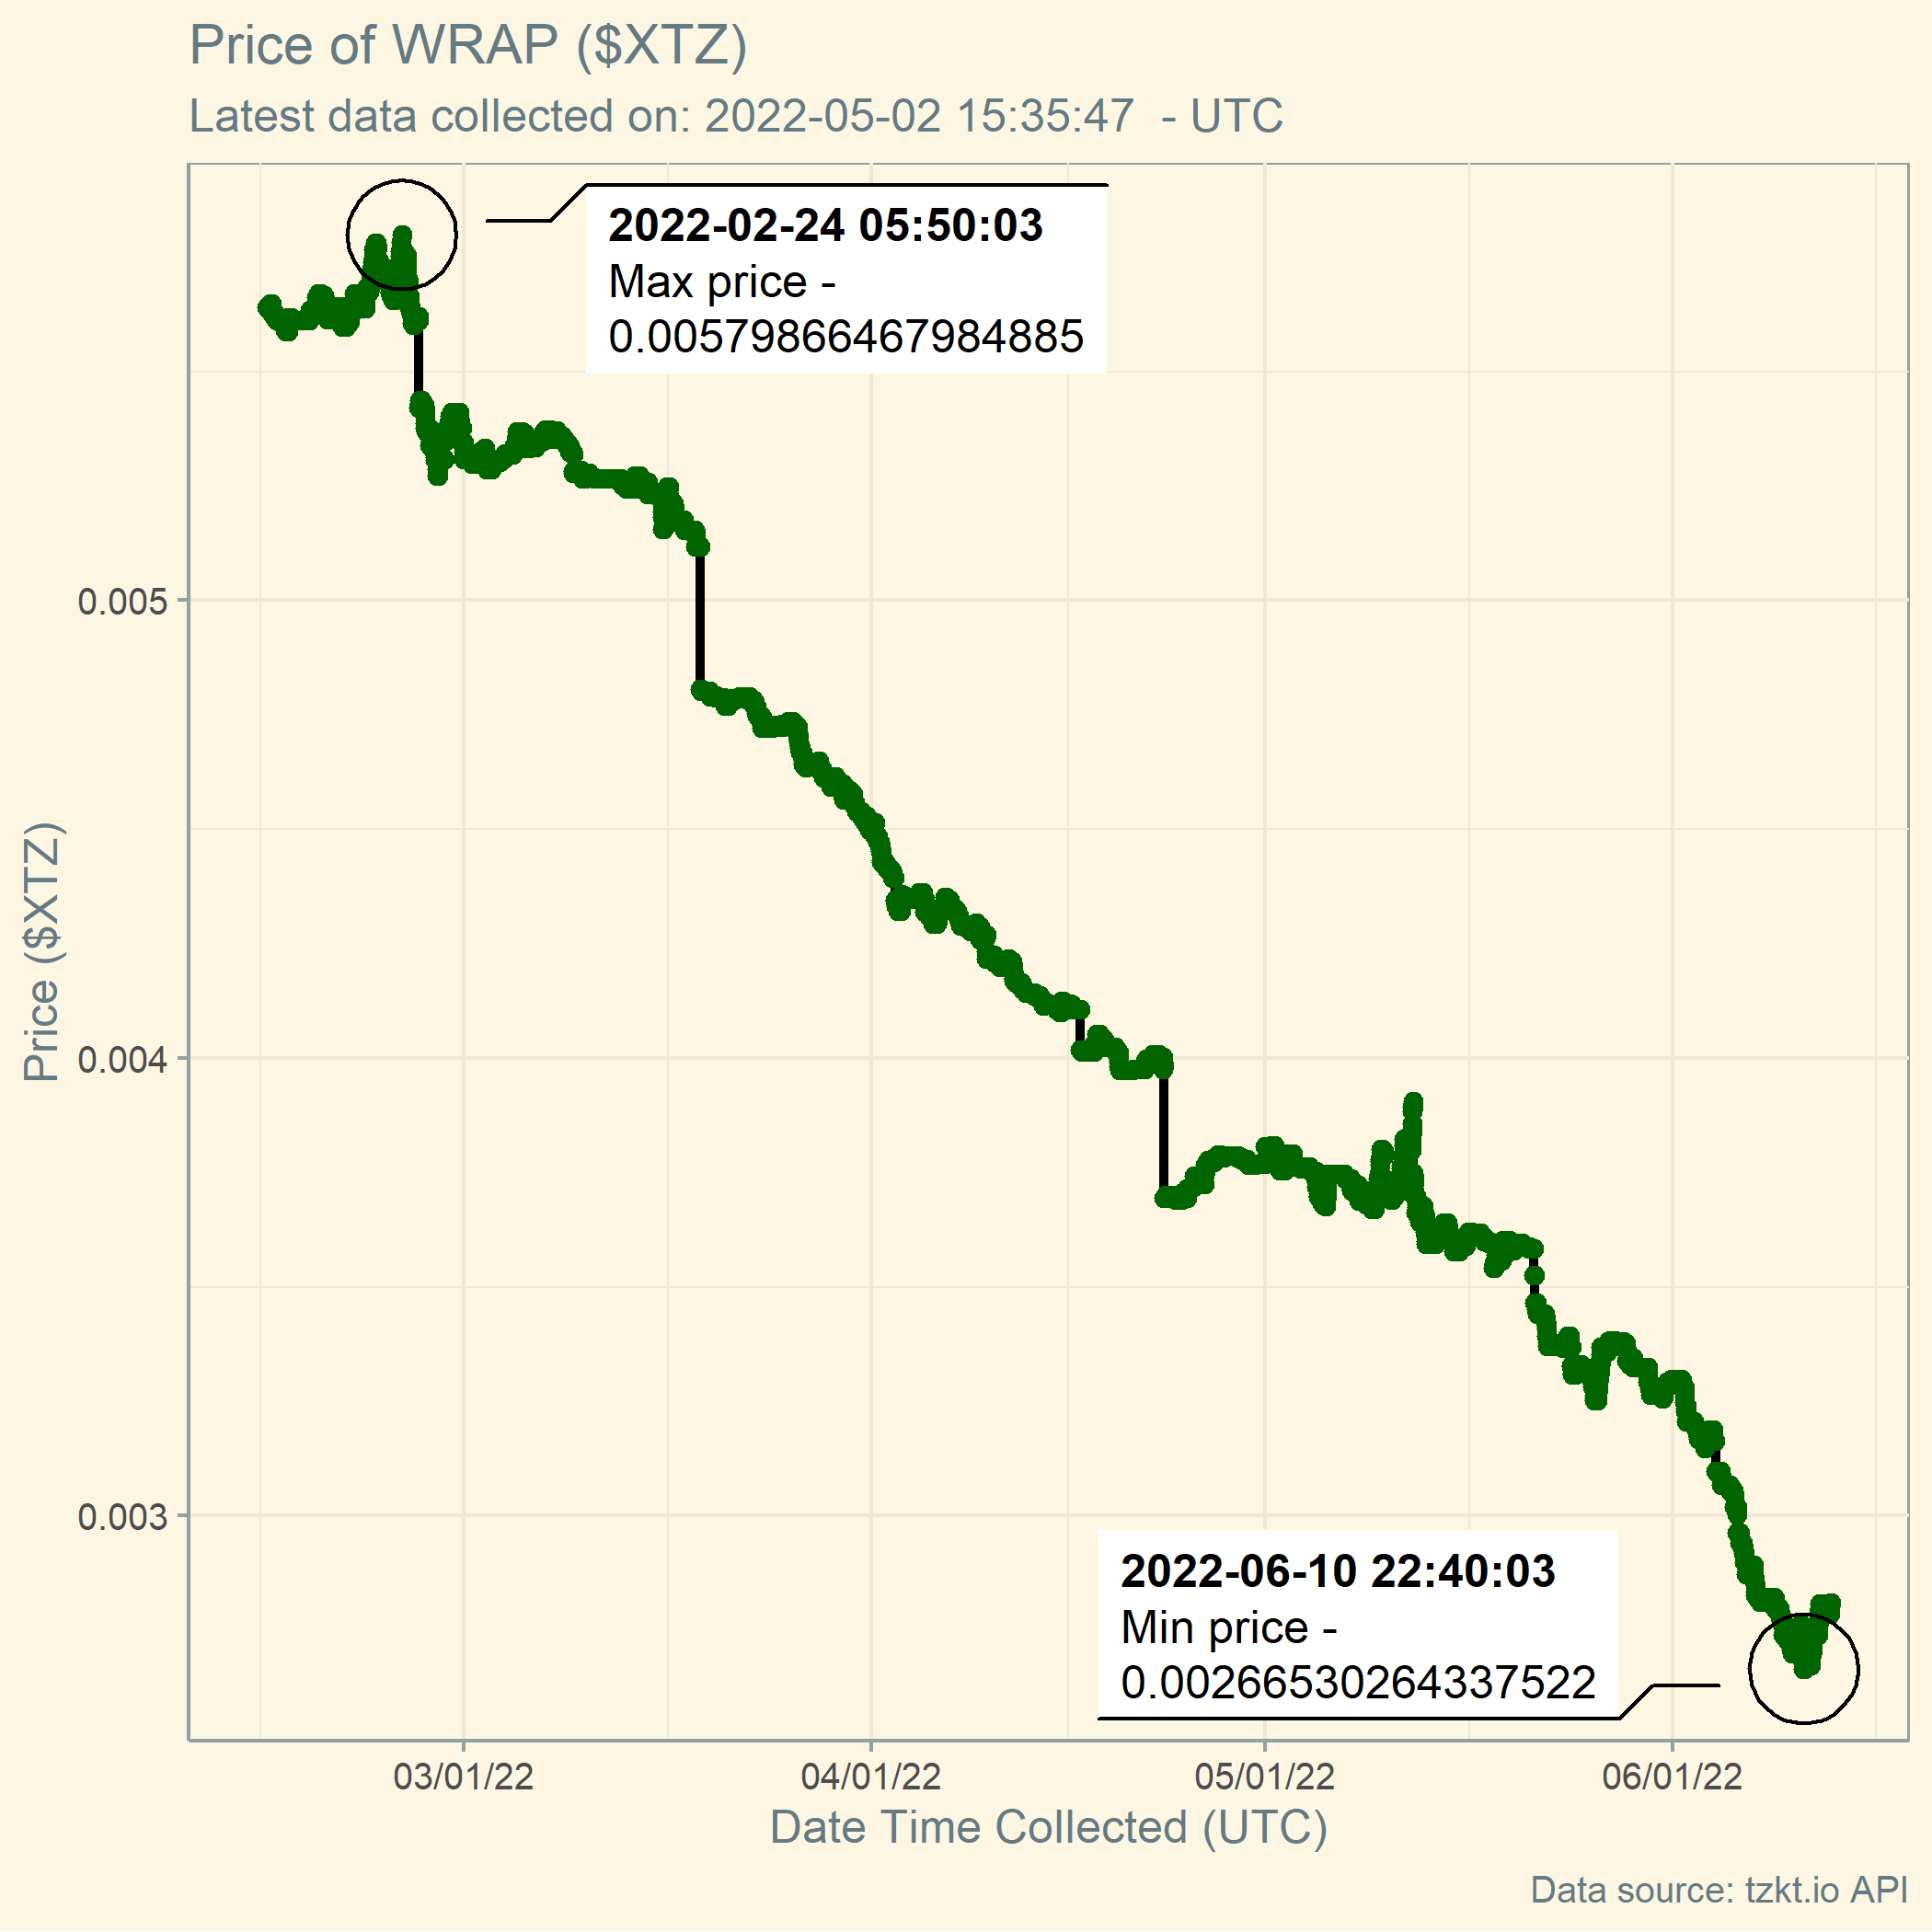 Price of WRAP ($XTZ)
Latest data collected on: 2022-05-02 15:35:47  - UTC
2022-02-24 05:50:03
Max price -
0.00579866467984885
0.005
0.004
0.003
Price ($XTZ)
2022-06-10 22:40:03
Min price -
0.00266530264337522
03/01/22
04/01/22
05/01/22
06/01/22
Date Time Collected (UTC)
Data source: tzkt.io API